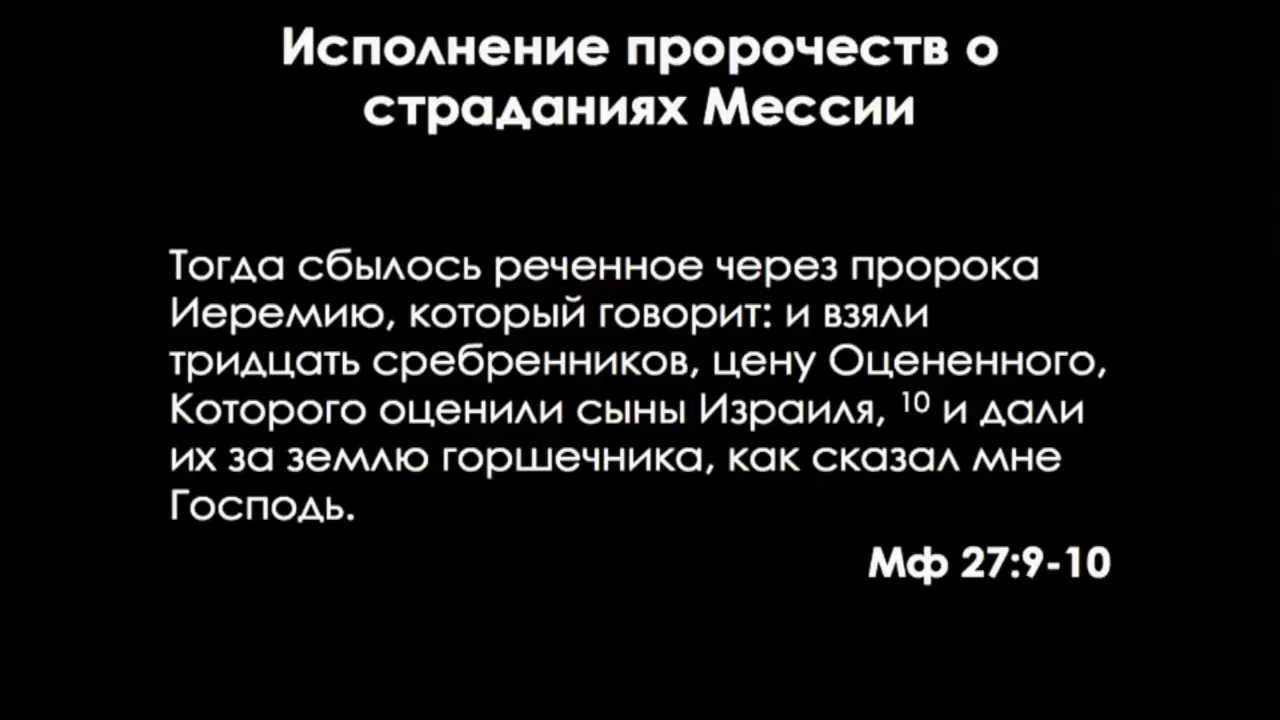 Исполнение пророчеств о
страданиях Мессии
Тогда сбылось реченное через пророка
Иеремию, который говорит: и взяли
тридцать сребренников, цену Оцененного,
Которого оценили сыны Израиля, ¹⁰ и дали
их за землю горшечника, как сказал мне
Господь.
Мф 27:9-10